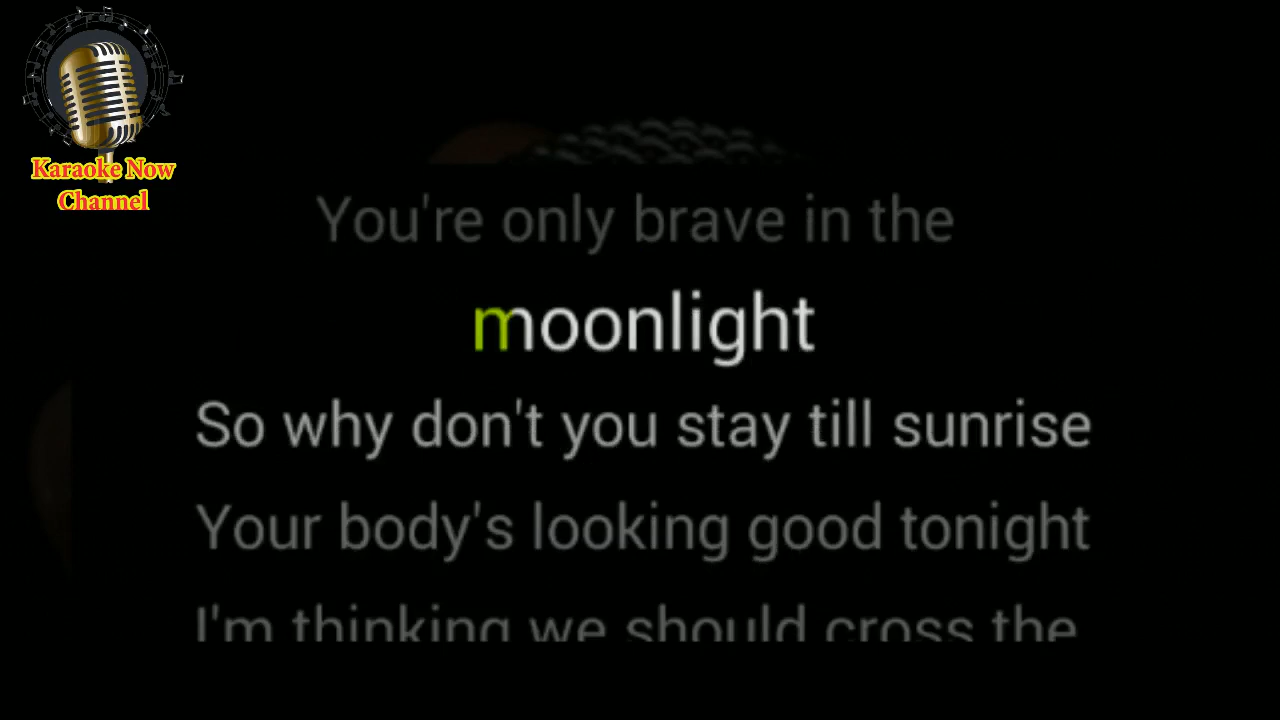 Karaoke Now
Channel
You're only brave in the
moonlight
So why don't you stay till sunrise
Your body's looking good tonight
I'm thinking we should cross the